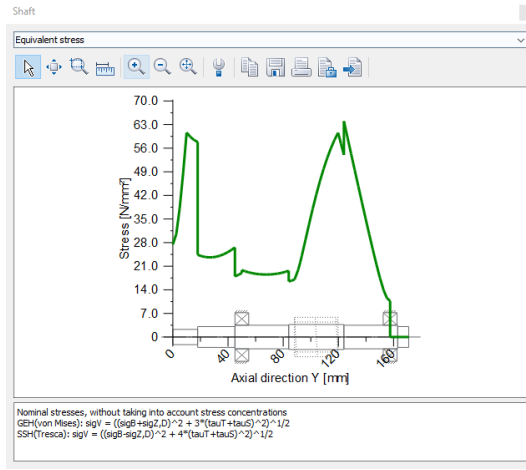 Shaft
Equivalent stress
70.0
63.0
56.0
49.0
42.0
35.0
28.0
21.0
14.0
7.0
0
Stress [N/mm²]
0
40
80
120
160
Axial direction Y [mm]
Nominal stresses, without taking into account stress concentrations
GEH(von Mises): sigV = ((sigB+sigZ,D)^2 + 3*(tauT+tauS)^2)^1/2
SSH(Tresca): sigV = ((sigB-sigZ,D)^2 + 4*(tauT+tauS)^2)^1/2